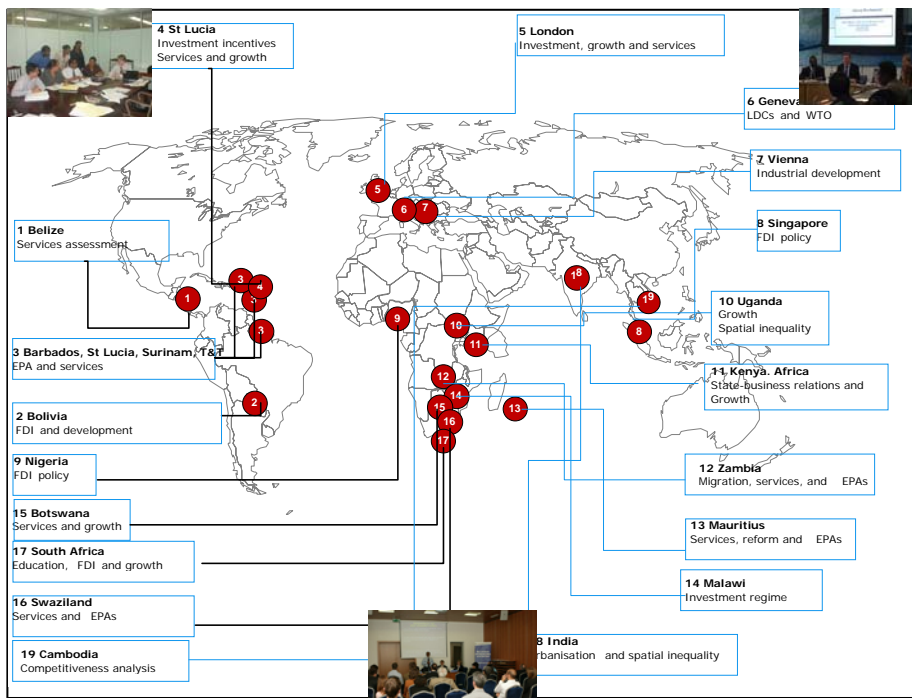 4 St Lucia
Investment incentives
Services and growth
5 London
Investment, growth and services
6 Geneva
LDCs and WTO
7 Vienna
Industrial development
1 Belize
Services assessment
8 Singapore
FDI policy
10 Uganda
Growth
Spatial inequality
3 Barbados, St Lucia, Surinam, T&T
EPA and services
11 Kenya. Africa
State-business relations and
Growth
2 Bolivia
FDI and development
9 Nigeria
FDI policy
12 Zambia
Migration, services, and EPAs
15 Botswana
Services and growth
13 Mauritius
Services, reform and EPAs
17 South Africa
Education, FDI and growth
14 Malawi
Investment regime
16 Swaziland
Services and EPAs
19 Cambodia
Competitiveness analysis
8 India
rbanisation and spatial inequality
5
6
7
18
19
3
4
3
1
9
10
8
3
11
12
14
2
15
13
16
17